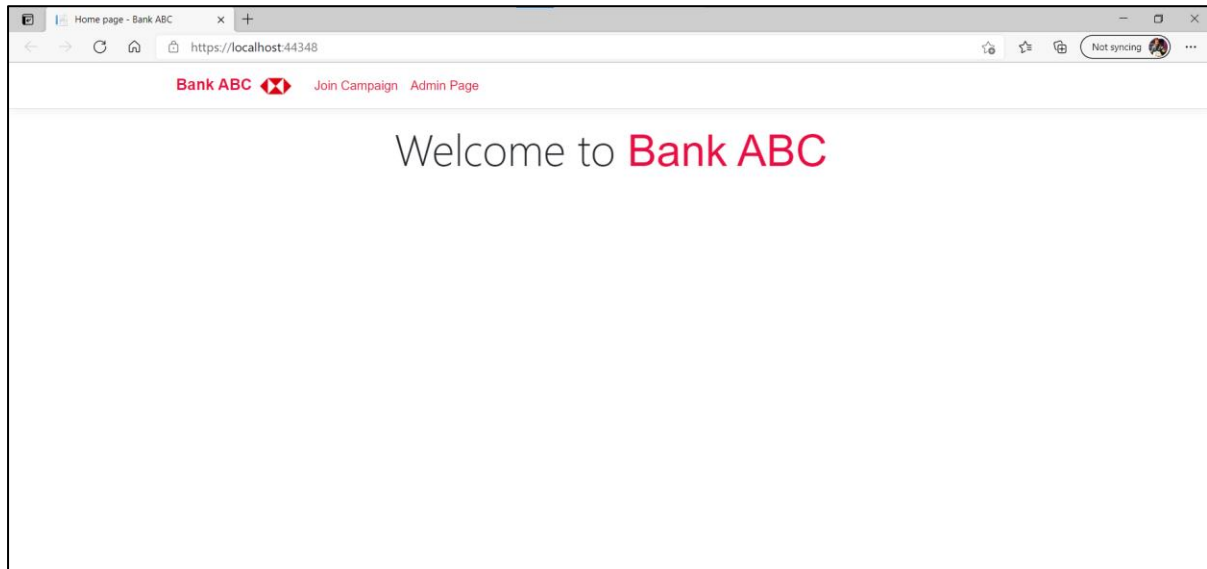 Home page - Bank ABC
https://localhost:44348
Not syncing
Bank ABC Join Campaign Admin Page
Welcome to Bank ABC